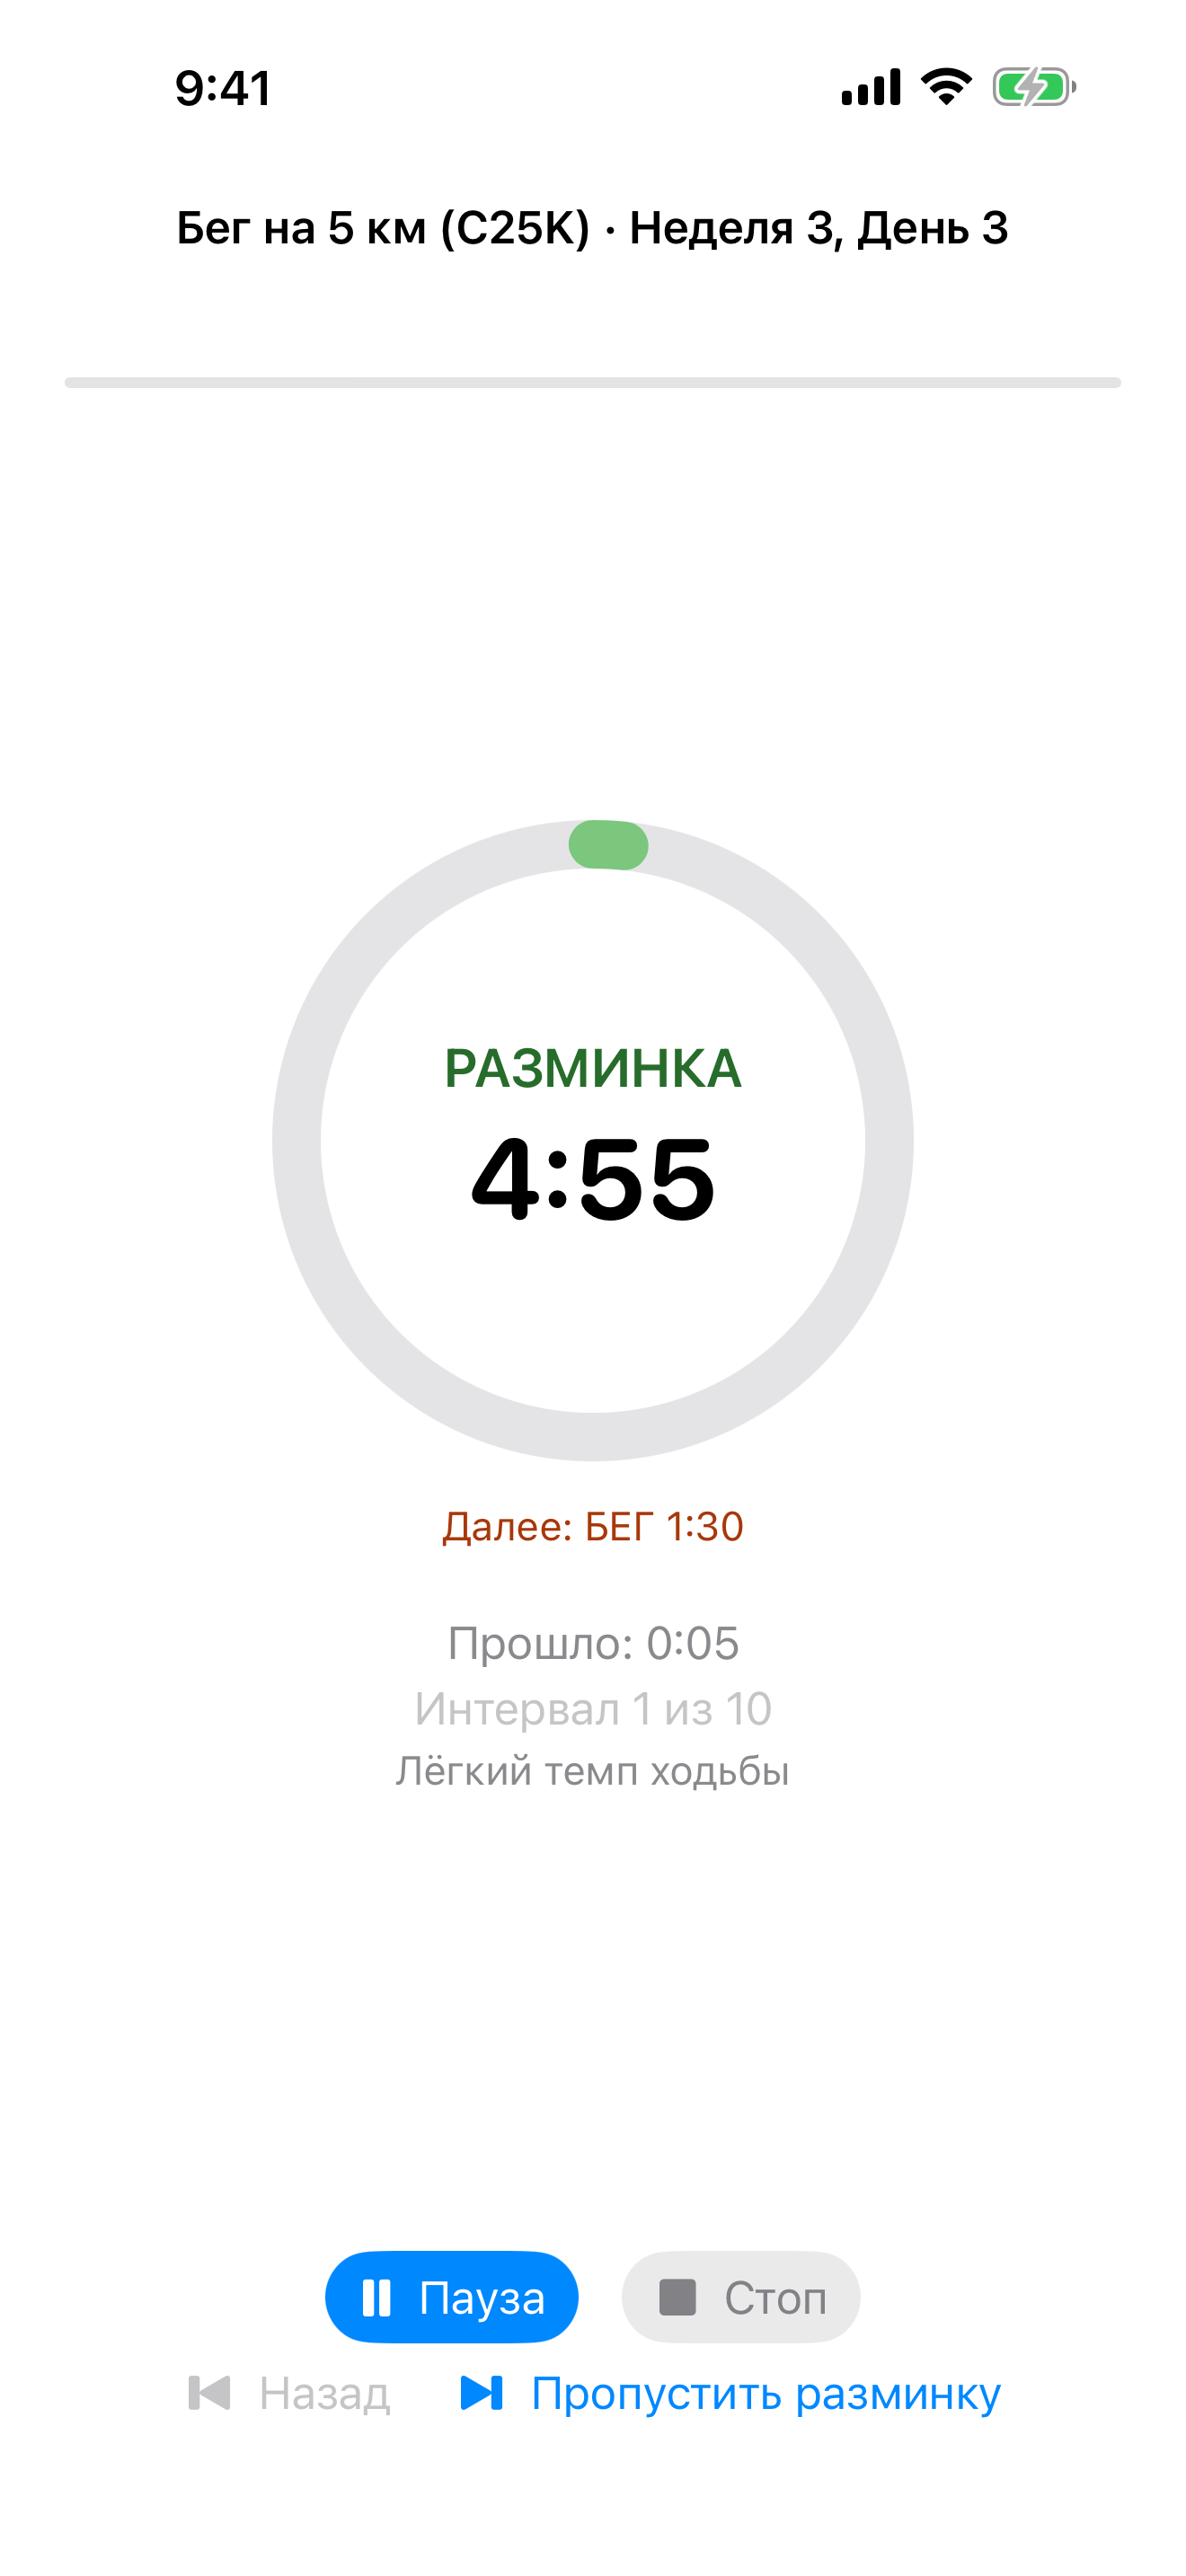 9:41
Бег на 5 км (C25K) · Неделя 3, День 3
РАЗМИНКА
4:55
Далее: БЕГ 1:30
Прошло: 0:05
Интервал 1 из 10
Лёгкий темп ходьбы
Пауза
Стоп
Назад
Пропустить разминку